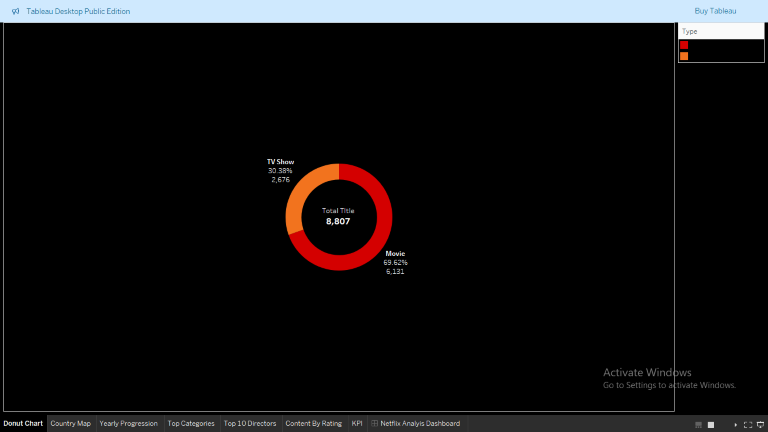 Tableau Desktop Public Edition
Buy Tableau
Type
TV Show
30.38%
2,676
Total Title
8,807
Movie
69.62%
6,131
Activate Windows
Go to Settings to activate Windows.
Donut Chart
Country Map
Yearly Progression
Top Categories
Top 10 Directors
Content By Rating
KPI
Netflix Analyis Dashboard